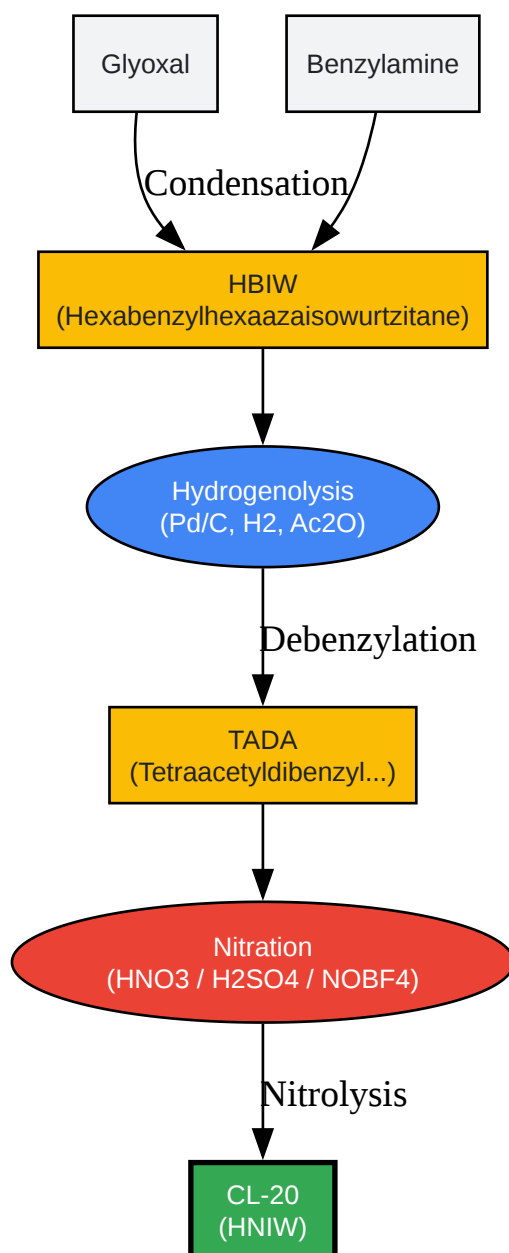 Glyoxal
Benzylamine
Condensation
HBIW
(Hexabenzylhexaazaisowurtzitane)
Hydrogenolysis
(Pd/C, H2, Ac2O)
Debenzylation
TADA
(Tetraacetyldibenzyl...)
Nitration
(HNO3 / H2SO4 / NOBF4)
Nitrolysis
CL-20
(HNIW)